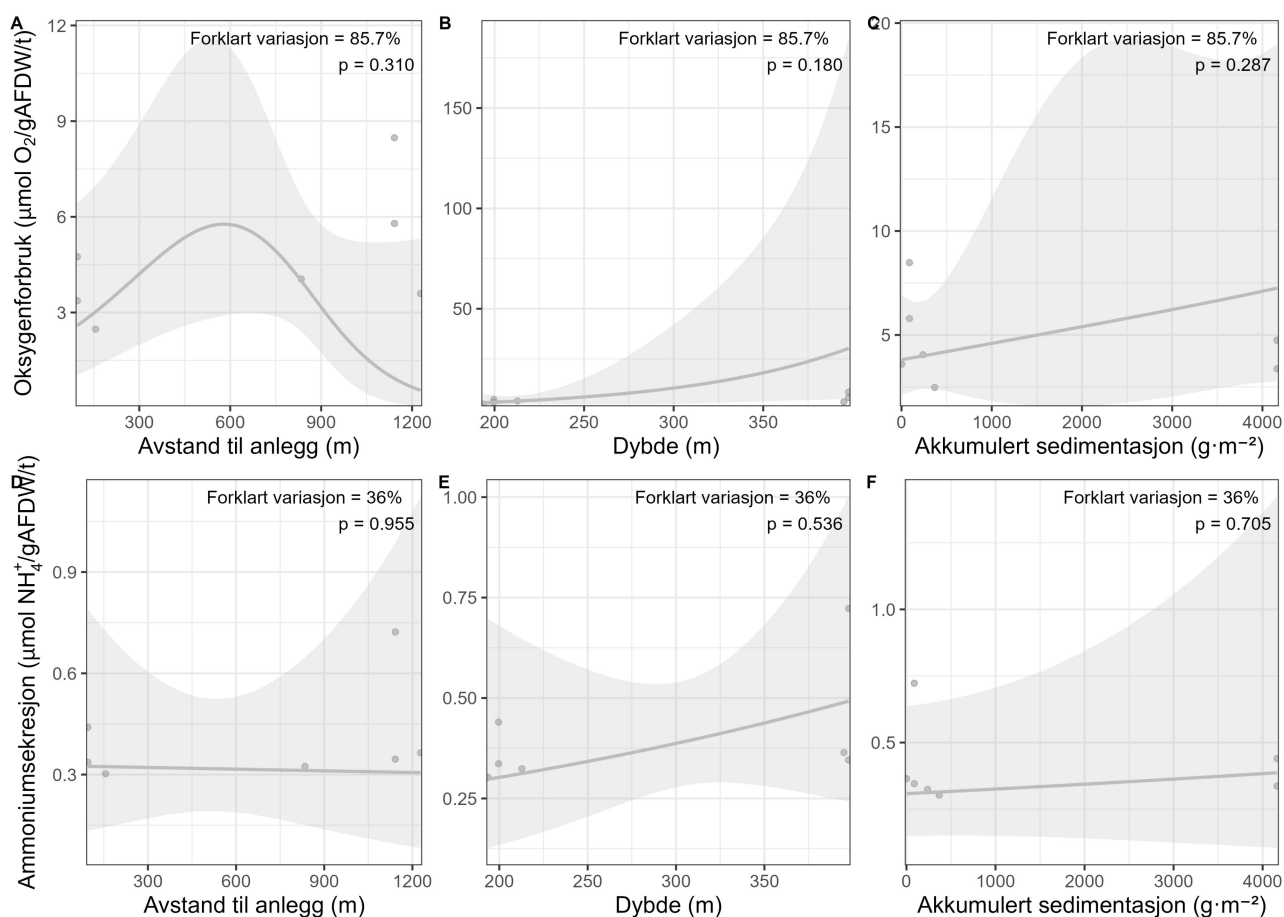 A
B
C
Forklart variasjon = 85.7%
p = 0.310
Forklart variasjon = 85.7%
p = 0.180
Forklart variasjon = 85.7%
p = 0.287
Oksygenforbruk (µmol O₂/gAFDW/t)
12
9
6
3
150
100
50
20
15
10
5
300 600 900 1200
200 250 300 350
0 1000 2000 3000 4000
Avstand til anlegg (m)
Dybde (m)
Akkumulert sedimentasjon (g·m⁻²)
D
E
F
Forklart variasjon = 36%
p = 0.955
Forklart variasjon = 36%
p = 0.536
Forklart variasjon = 36%
p = 0.705
Ammoniumsekresjon (µmol NH₄⁺/gAFDW/t)
0.9
0.6
0.3
1.00
0.75
0.50
0.25
1.0
0.5
300 600 900 1200
200 250 300 350
0 1000 2000 3000 4000
Avstand til anlegg (m)
Dybde (m)
Akkumulert sedimentasjon (g·m⁻²)